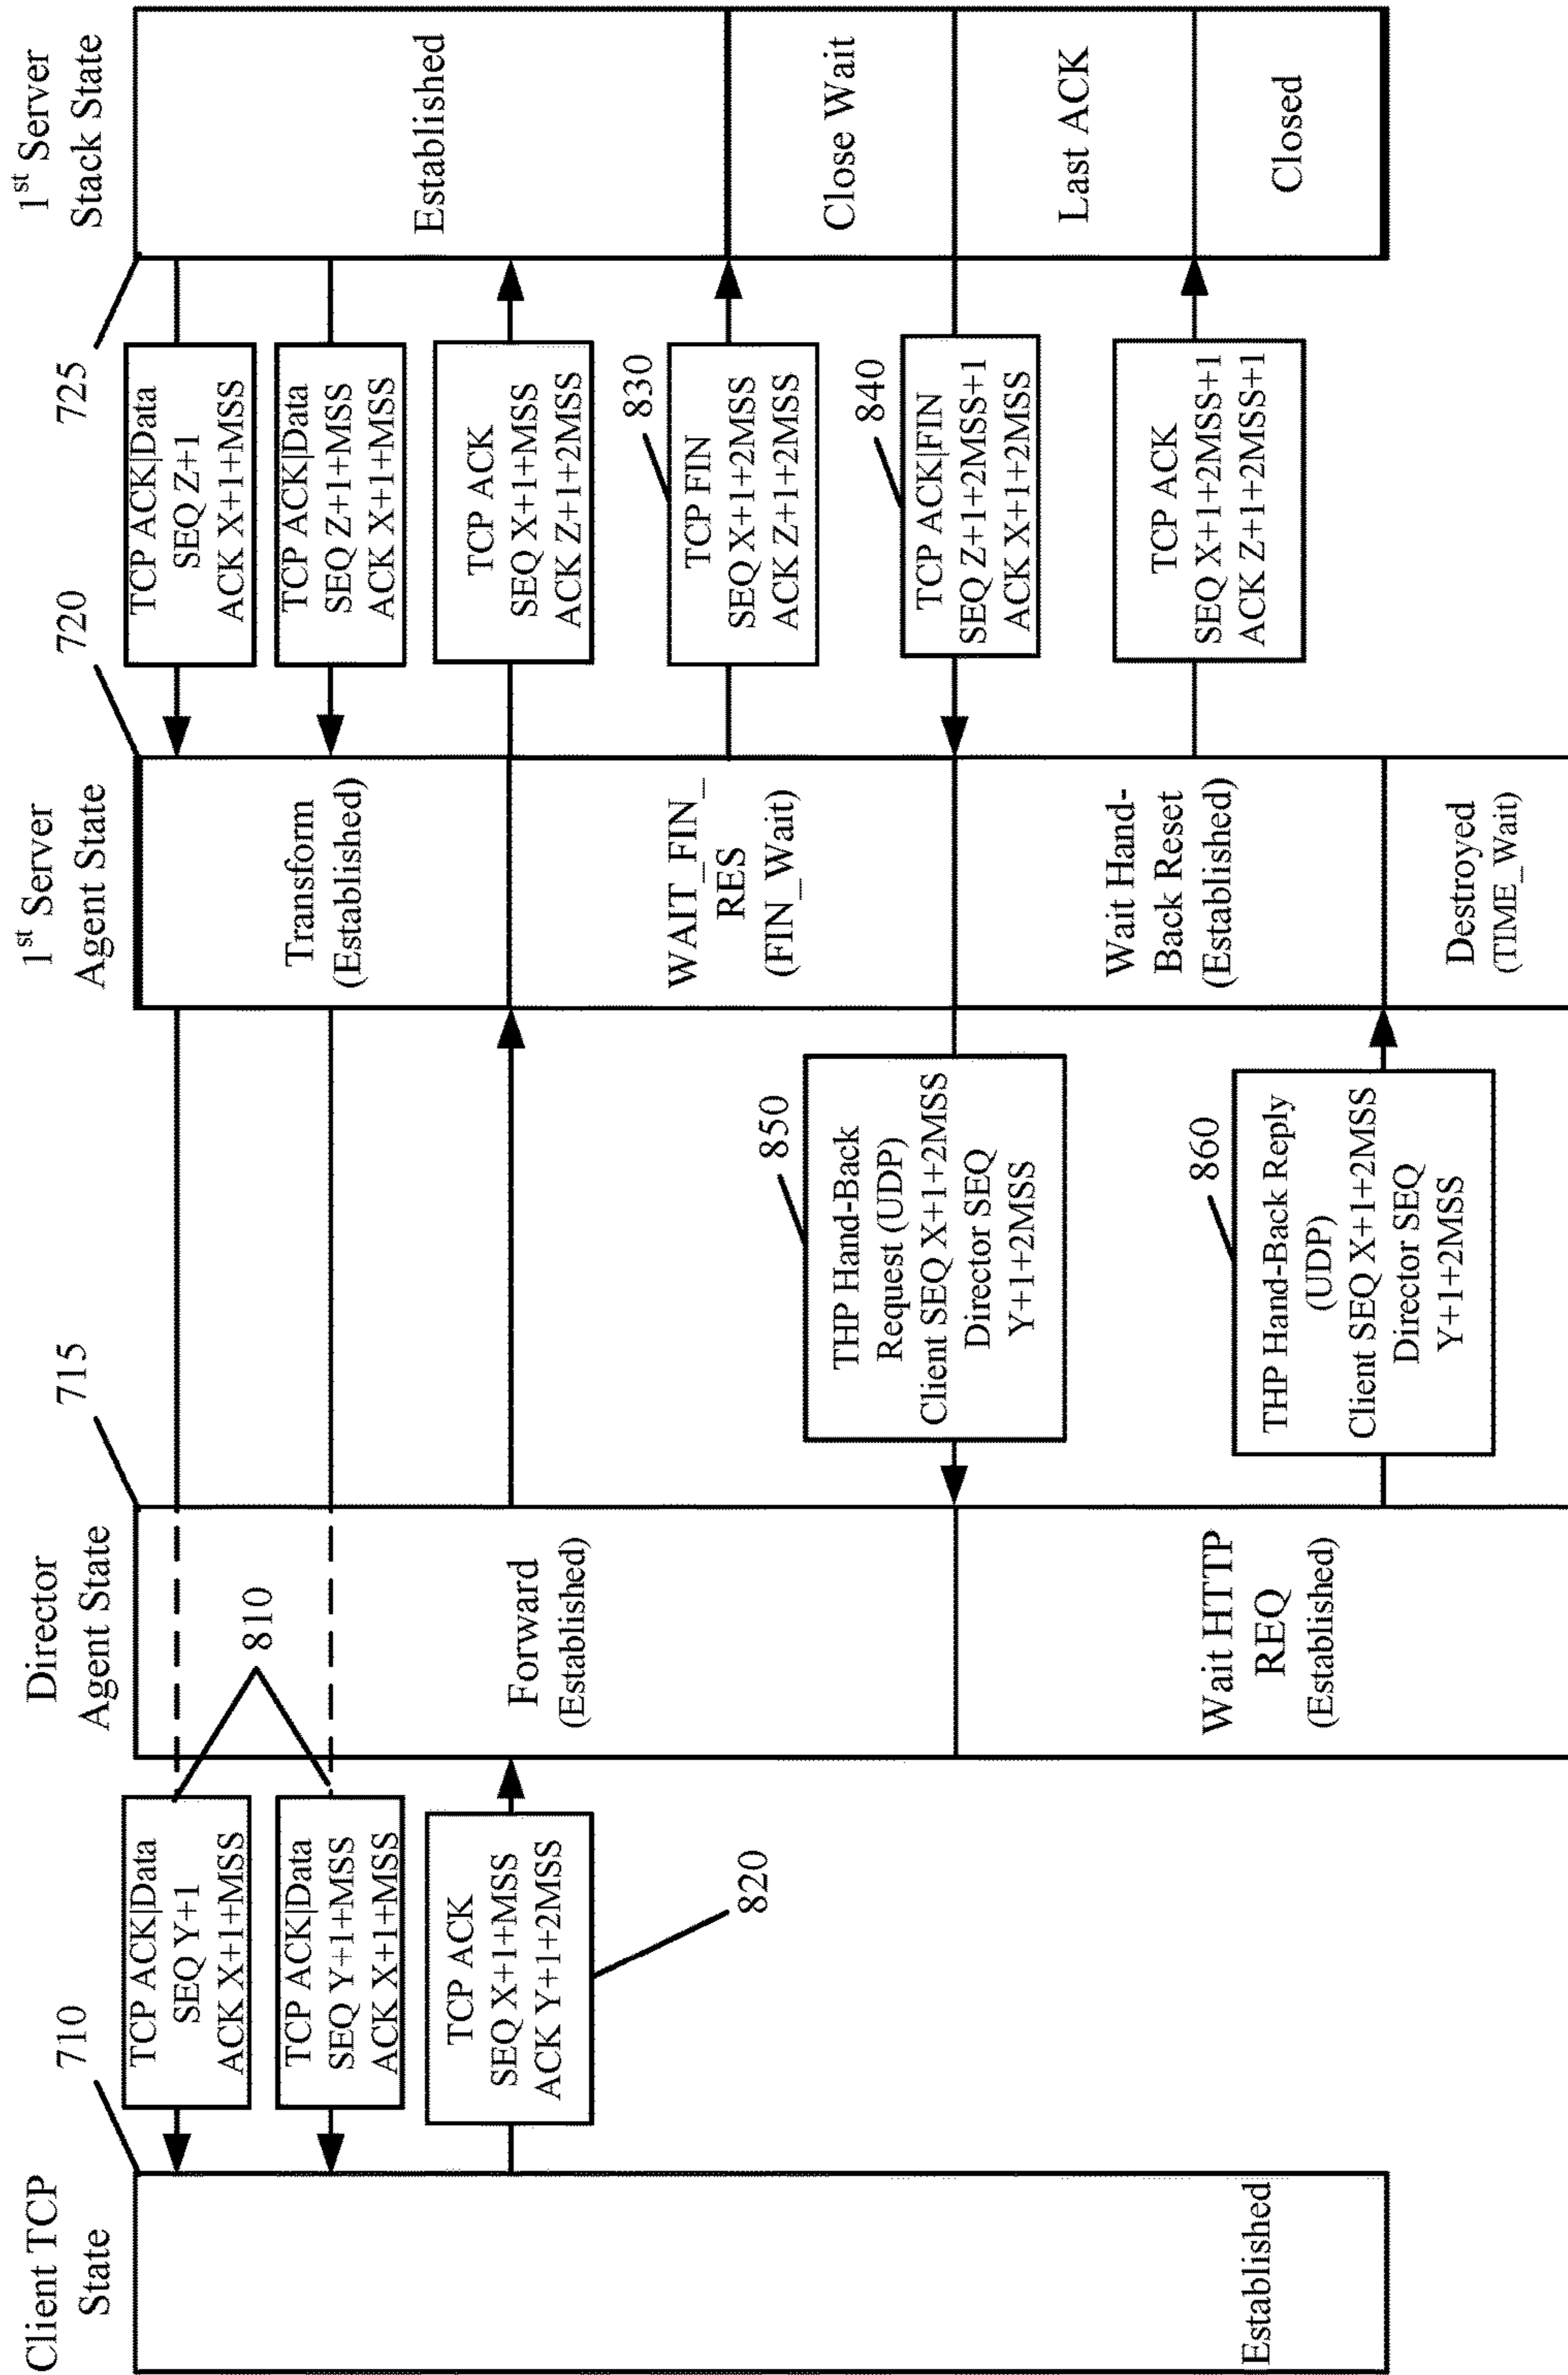 Client TCP
State
Director
Agent State
1st Server
Agent State
1st Server
Stack State
710
715
720
725
TCP ACK|Data
SEQ Y+1
ACK X+1+MSS
TCP ACK|Data
SEQ Z+1
ACK X+1+MSS
TCP ACK|Data
SEQ Y+1+MSS
ACK X+1+MSS
810
TCP ACK|Data
SEQ Z+1+MSS
ACK X+1+MSS
Transform
(Established)
Established
TCP ACK
SEQ X+1+MSS
ACK Y+1+2MSS
820
Forward
(Established)
TCP ACK
SEQ X+1+MSS
ACK Z+1+2MSS
WAIT_FIN_
RES
(FIN_Wait)
830
TCP FIN
SEQ X+1+2MSS
ACK Z+1+2MSS
Close Wait
840
TCP ACK|FIN
SEQ Z+1+2MSS+1
ACK X+1+2MSS
850
THP Hand-Back
Request (UDP)
Client SEQ X+1+2MSS
Director SEQ
Y+1+2MSS
Last ACK
Wait Hand-
Back Reset
(Established)
TCP ACK
SEQ X+1+2MSS+1
ACK Z+1+2MSS+1
Established
Wait HTTP
REQ
(Established)
860
THP Hand-Back Reply
(UDP)
Client SEQ X+1+2MSS
Director SEQ
Y+1+2MSS
Closed
Destroyed
(TIME_Wait)